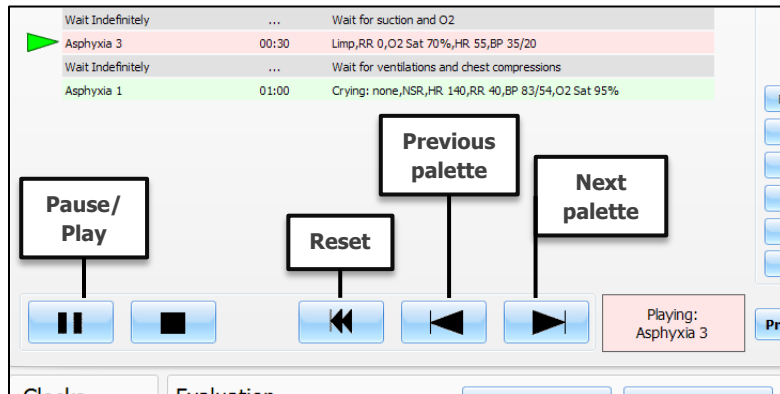 Wait Indefinitely ... Wait for suction and O2
Asphyxia 3 00:30 Limp,RR 0,O2 Sat 70%,HR 55,BP 35/20
Wait Indefinitely ... Wait for ventilations and chest compressions
Asphyxia 1 01:00 Crying: none,NSR,HR 140,RR 40,BP 83/54,O2 Sat 95%
Previous
palette
Next
palette
Pause/
Play
Reset
Playing:
Asphyxia 3
Pr